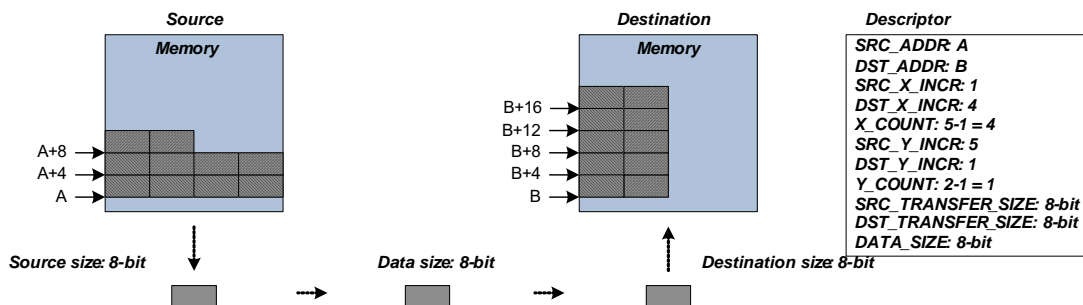 Source
Destination
Descriptor
Memory
Memory
SRC_ADDR: A
DST_ADDR: B
SRC_X_INCR: 1
DST_X_INCR: 4
X_COUNT: 5-1 = 4
SRC_Y_INCR: 5
DST_Y_INCR: 1
Y_COUNT: 2-1 = 1
SRC_TRANSFER_SIZE: 8-bit
DST_TRANSFER_SIZE: 8-bit
DATA_SIZE: 8-bit
A+8
A+4
A
B+16
B+12
B+8
B+4
B
Source size: 8-bit
Data size: 8-bit
Destination size: 8-bit